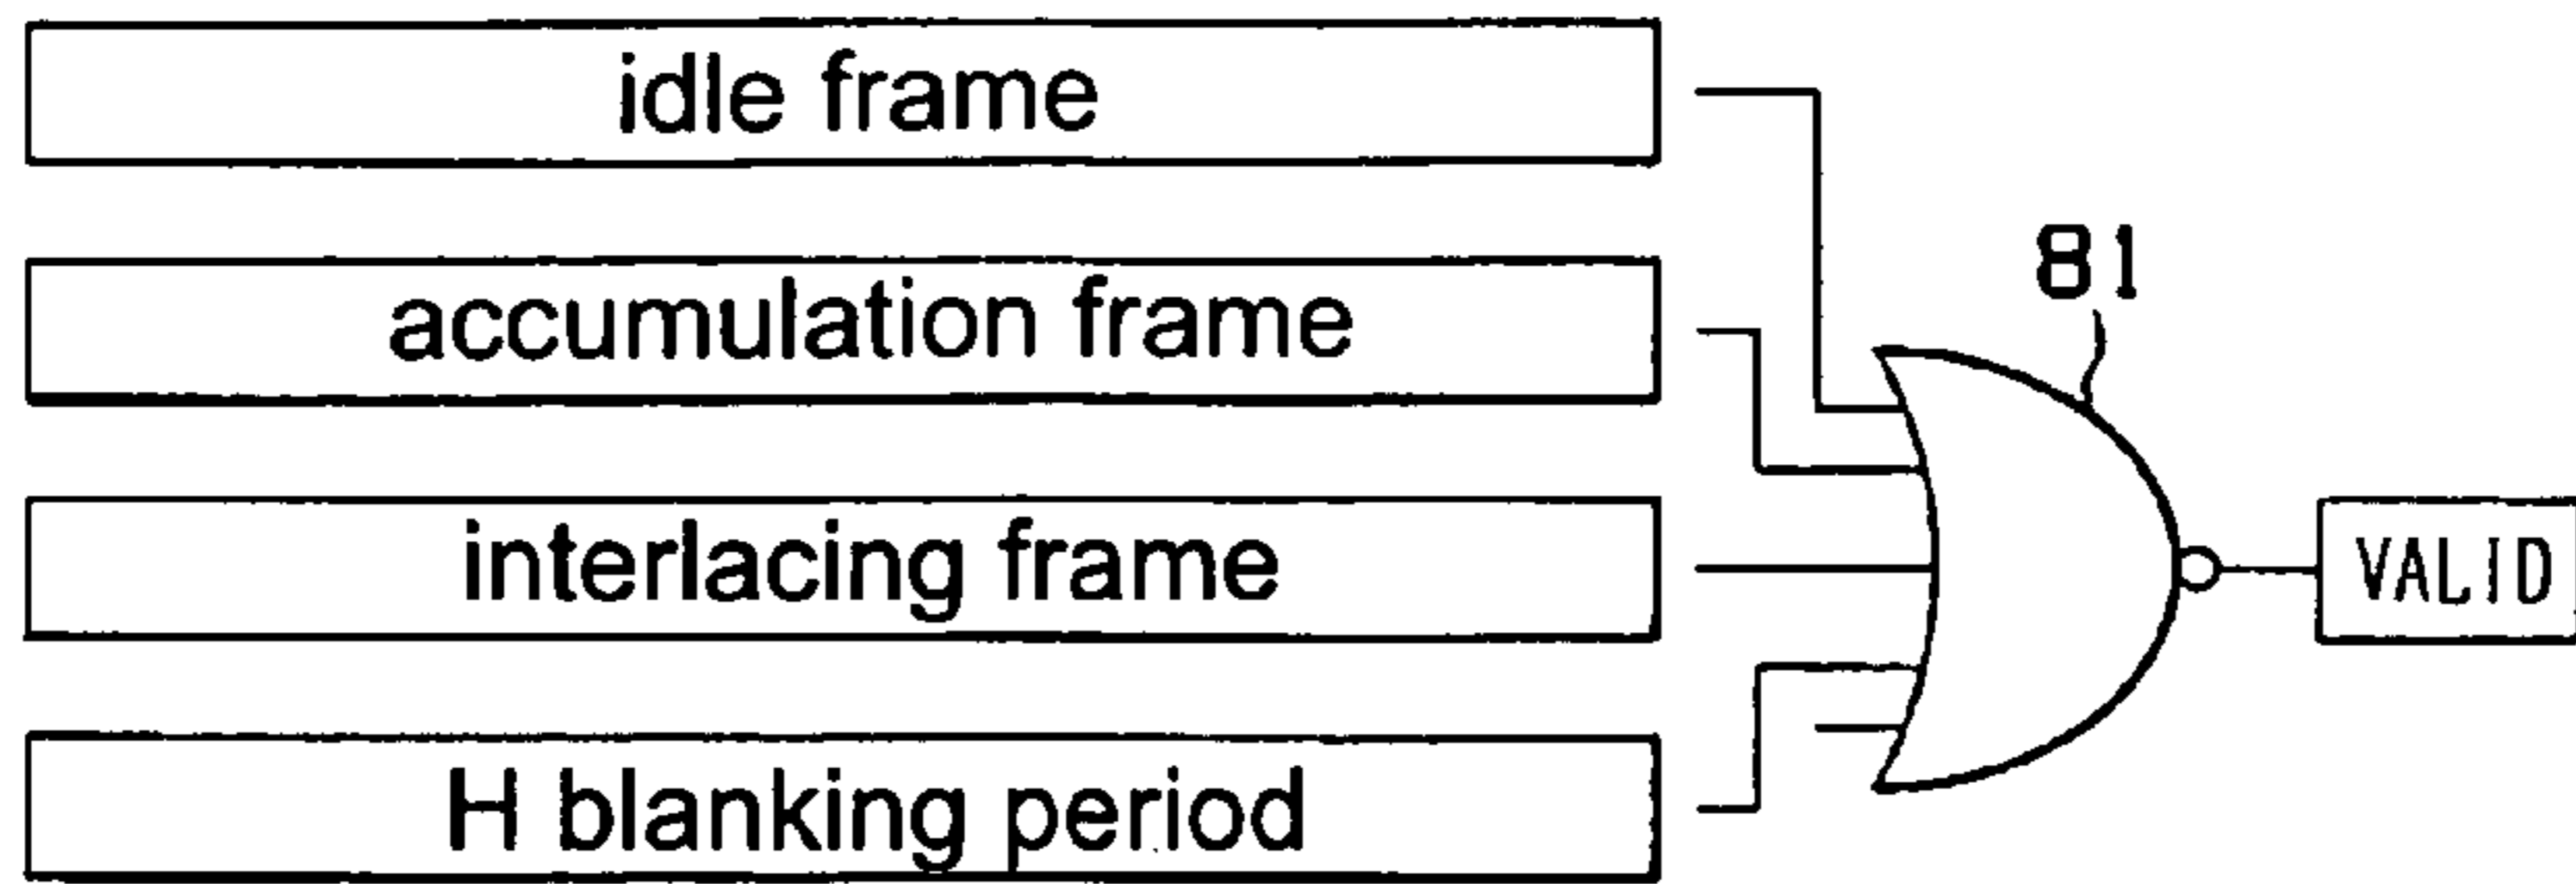 idle frame
accumulation frame
81
interlacing frame
VALID
H blanking period